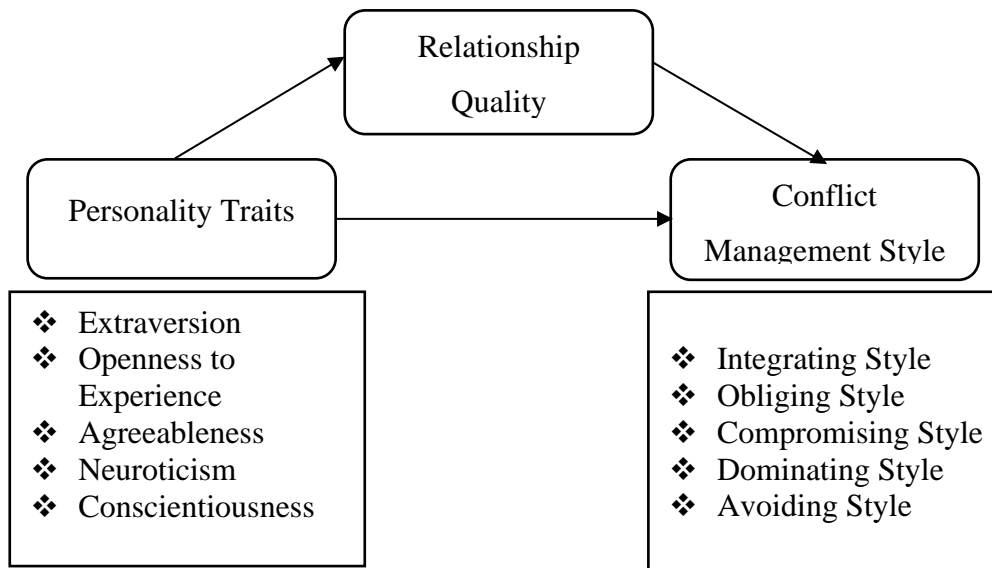 Relationship
Quality
Personality Traits
Conflict
Management Style
❖ Extraversion
❖ Openness to
Experience
❖ Agreeableness
❖ Neuroticism
❖ Conscientiousness
❖ Integrating Style
❖ Obliging Style
❖ Compromising Style
❖ Dominating Style
❖ Avoiding Style